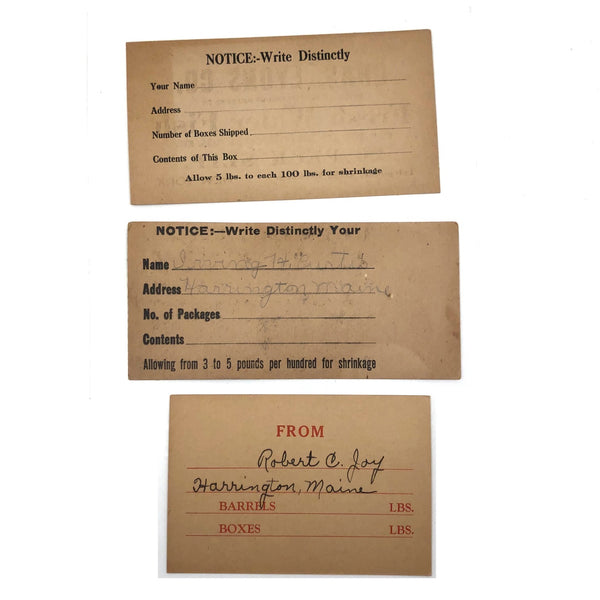 NOTICE:-Write Distinctly
Your Name
Address
Number of Boxes Shipped
Contents of This Box
Allow 5 lbs. to each 100 lbs. for shrinkage
NOTICE:—Write Distinctly Your
Name Irving H. Curtis
Address Harrington, Maine
No. of Packages
Contents
Allowing from 3 to 5 pounds per hundred for shrinkage
FROM
Robert C. Joy
Harrington, Maine
BARRELS LBS.
BOXES LBS.